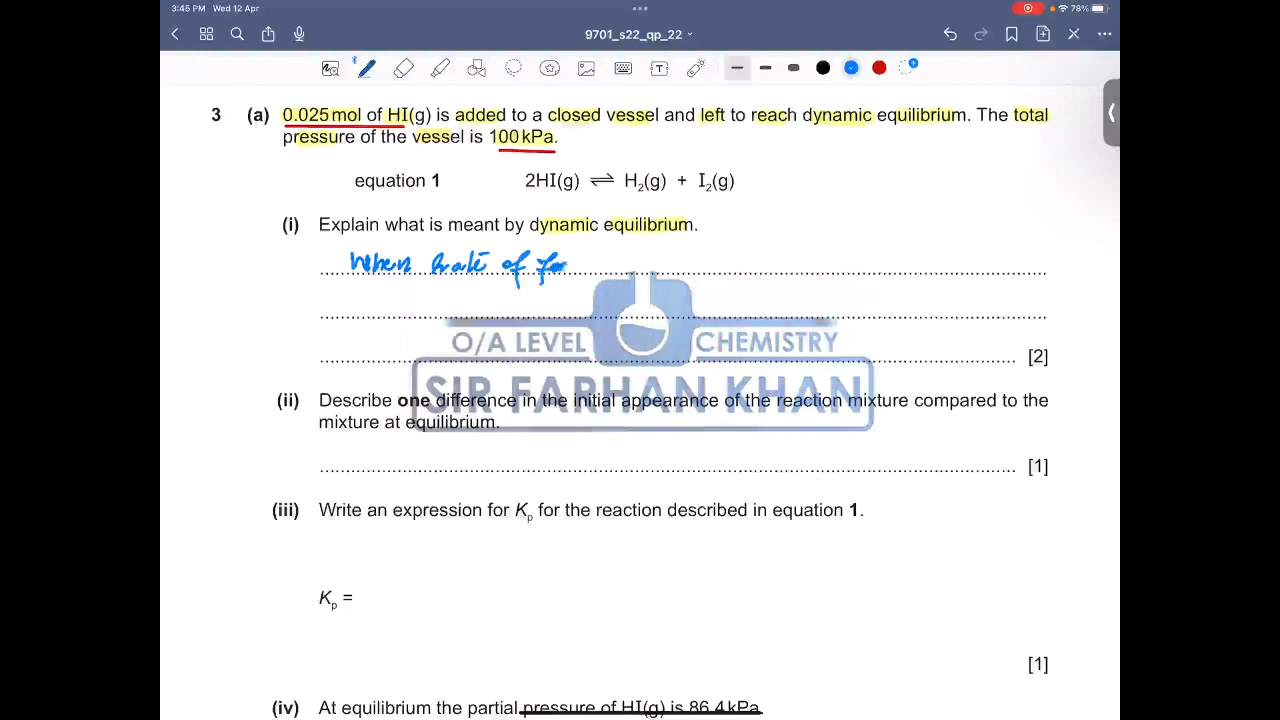 3:45 PM Wed 12 Apr
78%
9701_s22_qp_22
3 (a) 0.025 mol of HI(g) is added to a closed vessel and left to reach dynamic equilibrium. The total
pressure of the vessel is 100 kPa.
equation 1 2HI(g) ⇌ H₂(g) + I₂(g)
(i) Explain what is meant by dynamic equilibrium.
When rate of fo
O/A LEVEL CHEMISTRY
[2]
SIR FARHAN KHAN
(ii) Describe one difference in the initial appearance of the reaction mixture compared to the
mixture at equilibrium.
[1]
(iii) Write an expression for Kp for the reaction described in equation 1.
Kp =
[1]
(iv) At equilibrium the partial pressure of HI(g) is 86.4 kPa